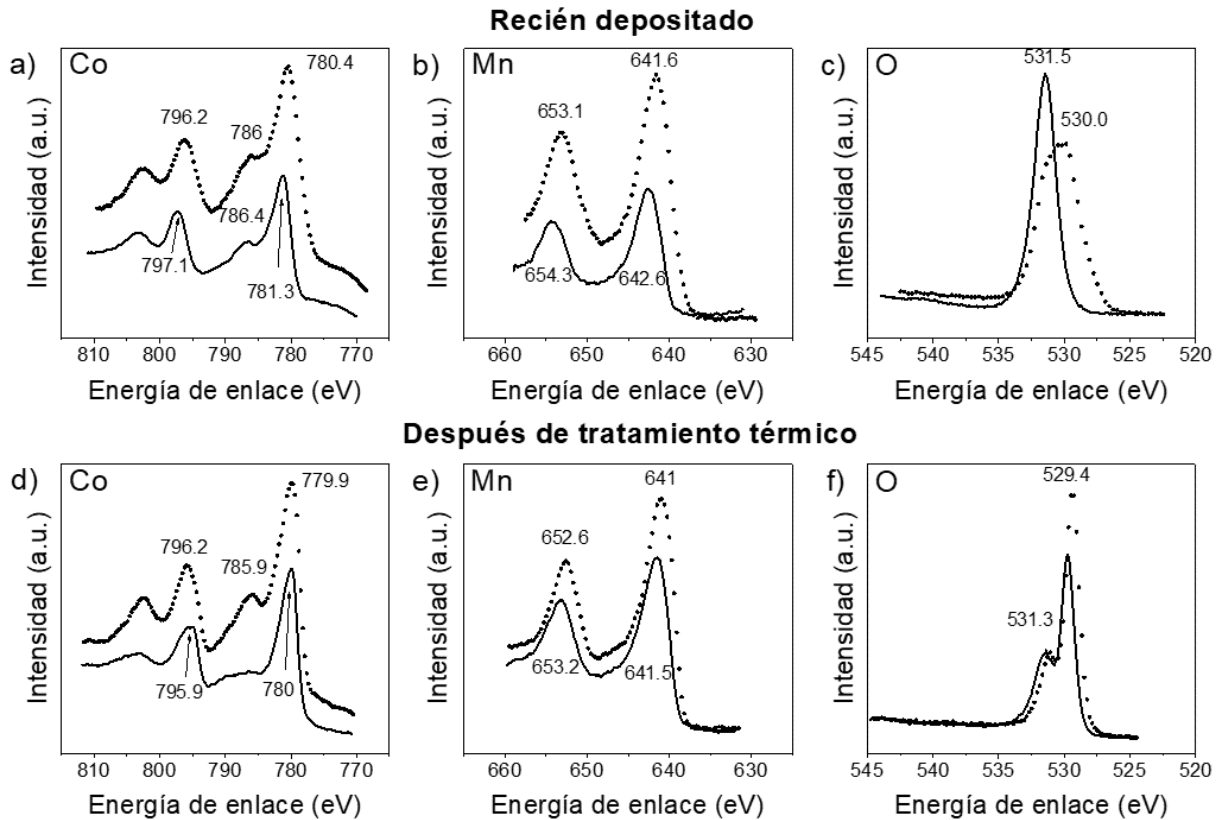 Recién depositado
a) Co
780.4
796.2
786
786.4
797.1
781.3
Intensidad (a.u.)
810 800 790 780 770
Energía de enlace (eV)
b) Mn
641.6
653.1
654.3
642.6
Intensidad (a.u.)
660 650 640 630
Energía de enlace (eV)
c) O
531.5
530.0
Intensidad (a.u.)
545 540 535 530 525 520
Energía de enlace (eV)
Después de tratamiento térmico
d) Co
779.9
796.2
785.9
795.9
780
Intensidad (a.u.)
810 800 790 780 770
Energía de enlace (eV)
e) Mn
641
652.6
653.2
641.5
Intensidad (a.u.)
660 650 640 630
Energía de enlace (eV)
f) O
529.4
531.3
Intensidad (a.u.)
545 540 535 530 525 520
Energía de enlace (eV)